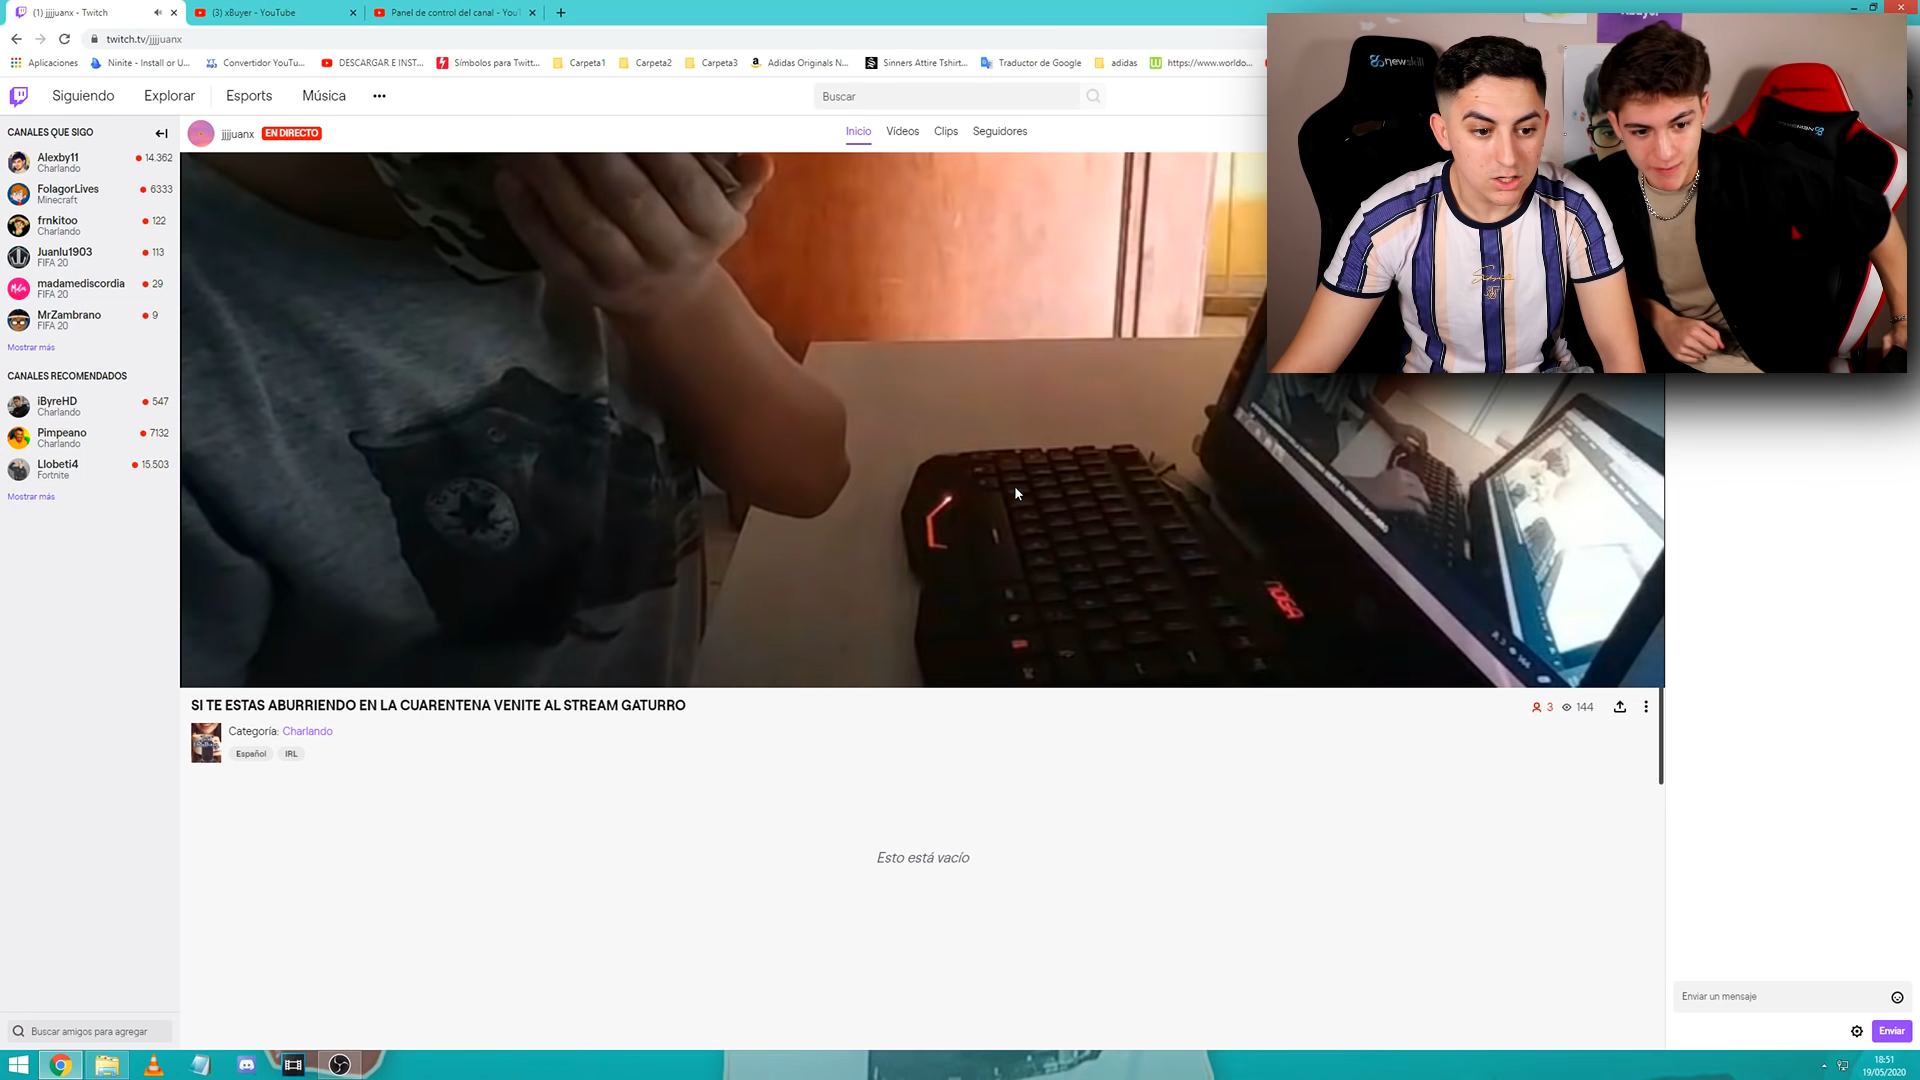 (1) jjjjuanx - Twitch
(3) xBuyer - YouTube
Panel de control del canal - You
twitch.tv/jjjjuanx
Aplicaciones
Ninite - Install or U...
Convertidor YouTu...
DESCARGAR E INST...
Símbolos para Twitt...
Carpeta1
Carpeta2
Carpeta3
Adidas Originals N...
Sinners Attire Tshirt...
Traductor de Google
adidas
https://www.worldo...
newskill
Siguiendo
Explorar
Esports
Música
Buscar
CANALES QUE SIGO
Alexby11
14.362
Charlando
FolagorLives
6333
Minecraft
frnkitoo
122
Charlando
Juanlu1903
113
FIFA 20
madamediscordia
29
FIFA 20
MrZambrano
9
FIFA 20
Mostrar más
CANALES RECOMENDADOS
iByreHD
547
Charlando
Pimpeano
7132
Charlando
Llobeti4
15.503
Fortnite
Mostrar más
Buscar amigos para agregar
jjjjuanx
EN DIRECTO
Inicio
Vídeos
Clips
Seguidores
noga
SI TE ESTAS ABURRIENDO EN LA CUARENTENA VENITE AL STREAM GATURRO
3
144
Categoría: Charlando
Español
IRL
Esto está vacío
Enviar un mensaje
Enviar
18:51
19/05/2020